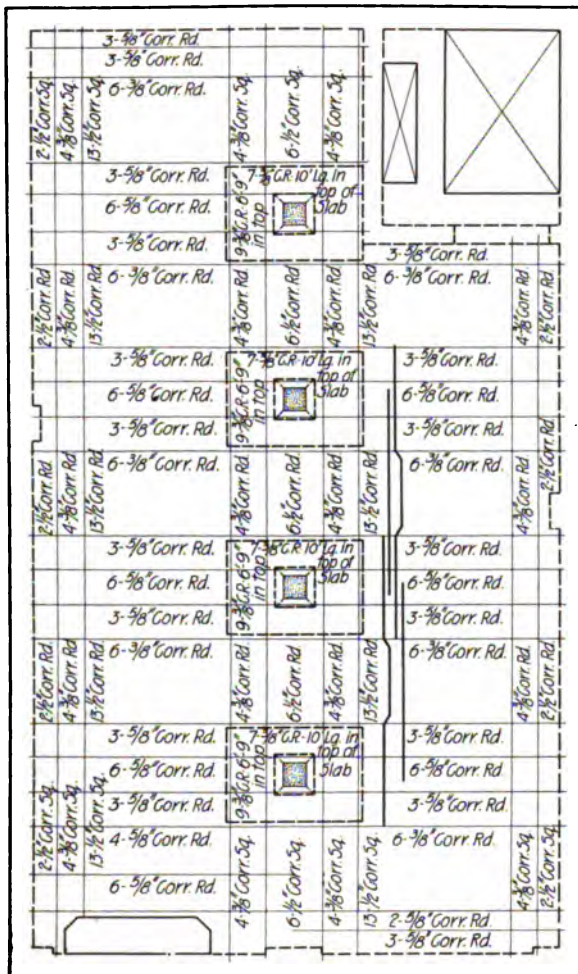 3-5/8"Corr. Rd.
3-5/8"Corr. Rd.
6-3/8"Corr. Rd.
2-½"Corr.Sq.
4-3/8"Corr.Sq.
13-½"Corr.Sq.
4-3/8"Corr.Sq.
6-½"Corr.Sq.
4-3/8"Corr.Sq.
3-5/8"Corr. Rd.
6-5/8"Corr. Rd.
3-5/8"Corr. Rd.
7-3/8"C.R.-10' Lg. in
top of
Slab
9-3/8"C.R.-6'-9"
in top
3-5/8"Corr. Rd.
6-3/8"Corr. Rd.
6-3/8"Corr. Rd.
2-½"Corr. Rd
4-3/8"Corr. Rd
13-½"Corr. Rd
4-3/8"Corr. Rd
6-½"Corr. Rd
4-3/8"Corr. Rd
13-½"Corr. Rd
4-3/8"Corr. Rd
2-½"Corr. Rd.
3-5/8"Corr. Rd.
6-5/8"Corr. Rd.
3-5/8"Corr. Rd.
7-3/8"C.R-10' Lg. in
top of
Slab
9-3/8"C.R.-6'-9"
in top
3-5/8"Corr. Rd.
6-5/8"Corr. Rd.
3-5/8"Corr. Rd.
6-3/8"Corr. Rd.
6-3/8"Corr. Rd
2-½"Corr. Rd
4-3/8"Corr. Rd
13-½"Corr. Rd
4-3/8"Corr. Rd
6-½"Corr. Rd
4-3/8"Corr. Rd
13-½"Corr. Rd
4-3/8"Corr. Rd
2-½"Corr. Rd.
3-5/8"Corr. Rd.
6-5/8"Corr. Rd.
3-5/8"Corr. Rd.
7-3/8"C.R-10' Lg. in
top of
Slab
9-3/8"C.R. 6'-9"
in top
3-5/8"Corr. Rd.
6-5/8"Corr. Rd.
3-5/8"Corr. Rd.
6-3/8"Corr. Rd.
6-3/8"Corr. Rd.
2-½"Corr. Rd
4-3/8"Corr. Rd
13-½"Corr. Rd
4-3/8"Corr. Rd
6½"Corr. Rd
4-3/8"Corr. Rd
13-½"Corr. Rd
4-3/8"Corr. Rd
2-½"Corr. Rd.
3-5/8"Corr. Rd.
6-5/8"Corr. Rd.
3-5/8"Corr. Rd.
7-3/8"C.R-10' Lg. in
top of
Slab
9-3/8"C.R. 6'-9"
in top
3-5/8"Corr. Rd.
6-5/8"Corr. Rd.
3-5/8"Corr. Rd.
4-5/8"Corr. Rd.
6-3/8"Corr. Rd.
2-½"Corr.Sq.
4-3/8"Corr.Sq.
13-½"Corr.Sq.
4-3/8"Corr.Sq.
6-½"Corr.Sq.
4-3/8"Corr.Sq.
13-½"Corr.Sq.
4-3/8"Corr.Sq.
2-½"Corr.Sq.
6-5/8"Corr. Rd.
2-5/8"Corr. Rd.
3-5/8"Corr. Rd.